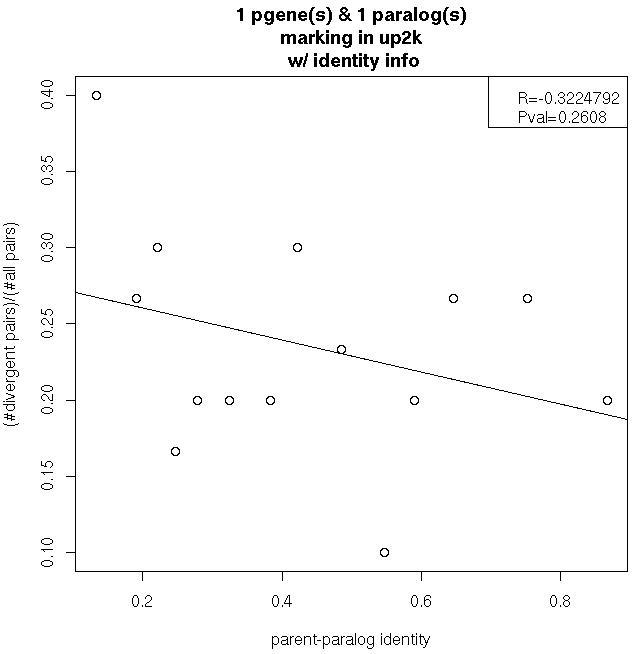 1 pgene(s) & 1 paralog(s)
marking in up2k
w/ identity info
R=-0.3224792
Pval=0.2608
(#divergent pairs)/(#all pairs)
0.40
0.35
0.30
0.25
0.20
0.15
0.10
0.2 0.4 0.6 0.8
parent-paralog identity